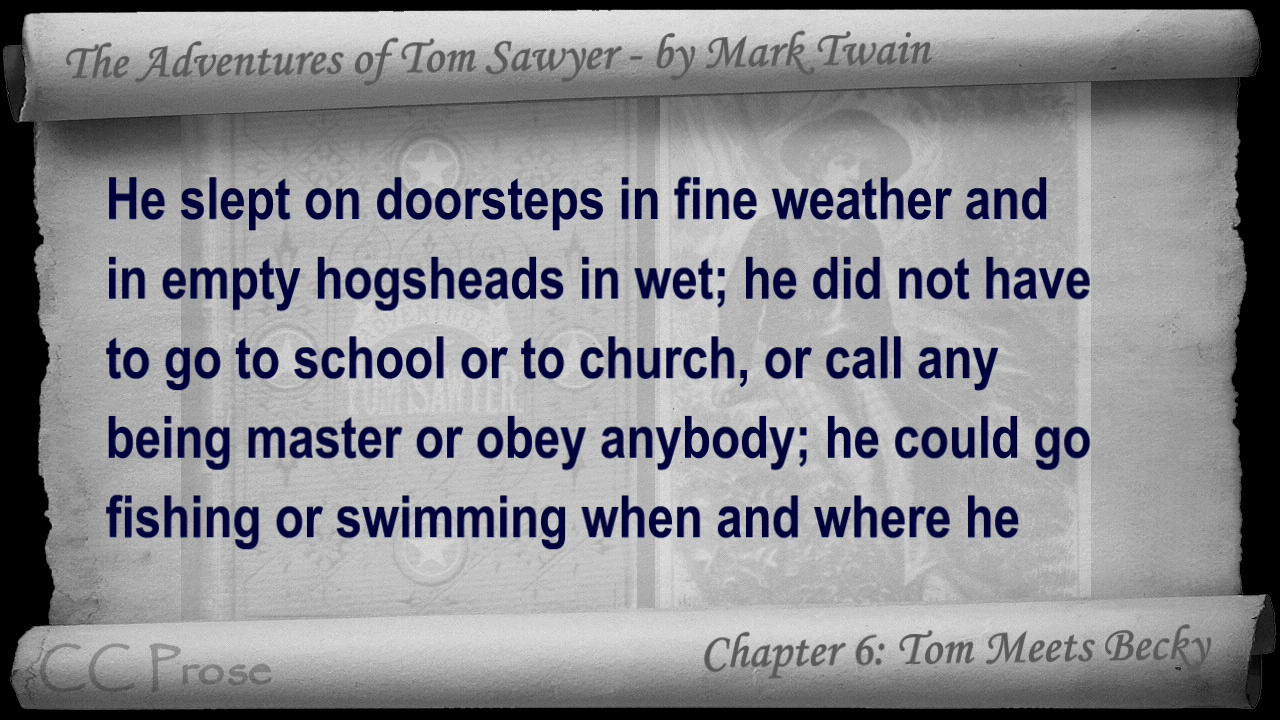 The Adventures of Tom Sawyer - by Mark Twain
He slept on doorsteps in fine weather and
in empty hogsheads in wet; he did not have
to go to school or to church, or call any
being master or obey anybody; he could go
fishing or swimming when and where he
CC Prose
Chapter 6: Tom Meets Becky